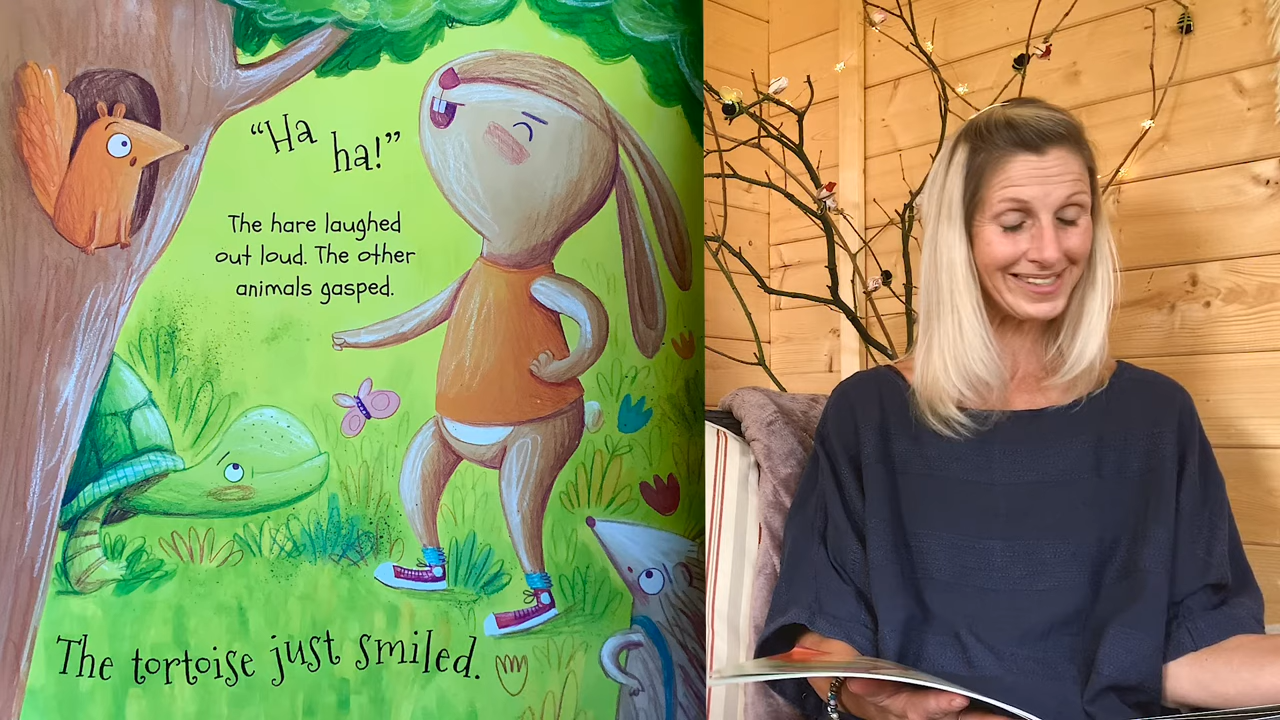 "Ha
ha!"
The hare laughed
out loud. The other
animals gasped.
The tortoise just smiled.